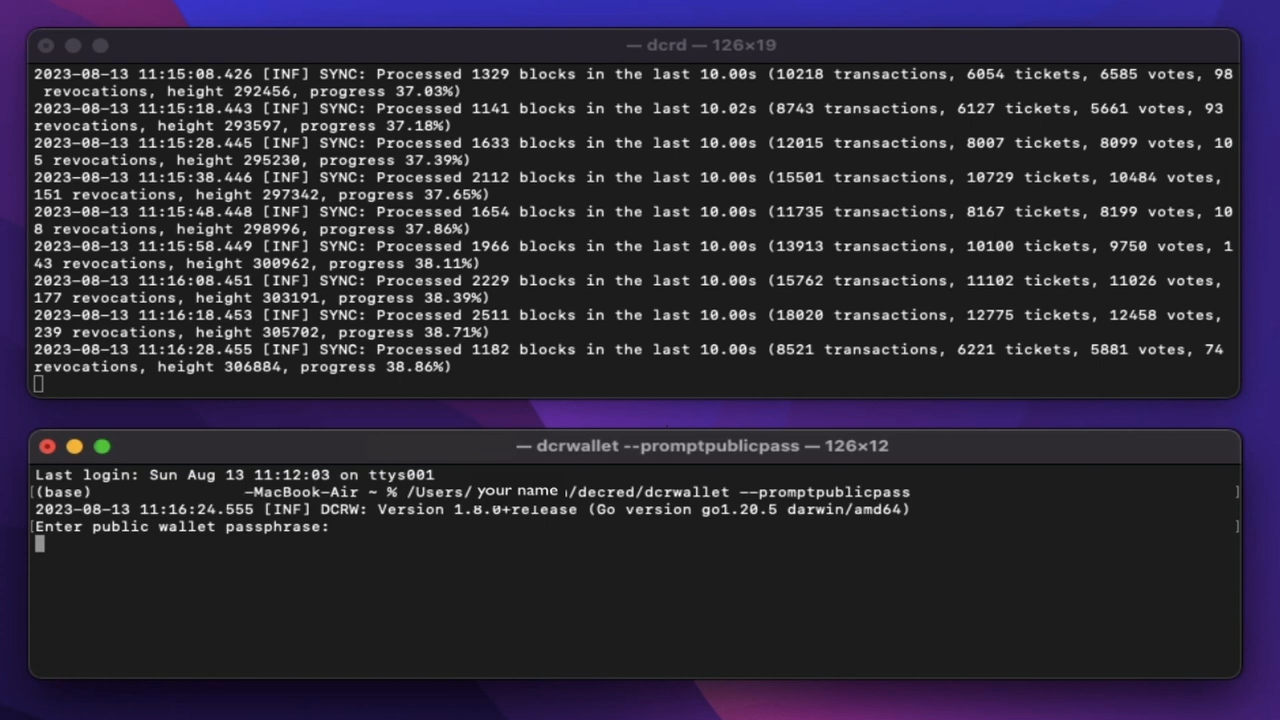 — dcrd — 126×19
2023-08-13 11:15:08.426 [INF] SYNC: Processed 1329 blocks in the last 10.00s (10218 transactions, 6054 tickets, 6585 votes, 98
revocations, height 292456, progress 37.03%)
2023-08-13 11:15:18.443 [INF] SYNC: Processed 1141 blocks in the last 10.02s (8743 transactions, 6127 tickets, 5661 votes, 93
revocations, height 293597, progress 37.18%)
2023-08-13 11:15:28.445 [INF] SYNC: Processed 1633 blocks in the last 10.00s (12015 transactions, 8007 tickets, 8099 votes, 10
5 revocations, height 295230, progress 37.39%)
2023-08-13 11:15:38.446 [INF] SYNC: Processed 2112 blocks in the last 10.00s (15501 transactions, 10729 tickets, 10484 votes,
151 revocations, height 297342, progress 37.65%)
2023-08-13 11:15:48.448 [INF] SYNC: Processed 1654 blocks in the last 10.00s (11735 transactions, 8167 tickets, 8199 votes, 10
8 revocations, height 298996, progress 37.86%)
2023-08-13 11:15:58.449 [INF] SYNC: Processed 1966 blocks in the last 10.00s (13913 transactions, 10100 tickets, 9750 votes, 1
43 revocations, height 300962, progress 38.11%)
2023-08-13 11:16:08.451 [INF] SYNC: Processed 2229 blocks in the last 10.00s (15762 transactions, 11102 tickets, 11026 votes,
177 revocations, height 303191, progress 38.39%)
2023-08-13 11:16:18.453 [INF] SYNC: Processed 2511 blocks in the last 10.00s (18020 transactions, 12775 tickets, 12458 votes,
239 revocations, height 305702, progress 38.71%)
2023-08-13 11:16:28.455 [INF] SYNC: Processed 1182 blocks in the last 10.00s (8521 transactions, 6221 tickets, 5881 votes, 74
revocations, height 306884, progress 38.86%)
— dcrwallet --promptpublicpass — 126×12
Last login: Sun Aug 13 11:12:03 on ttys001
[(base) -MacBook-Air ~ % /Users/ your name /decred/dcrwallet --promptpublicpass ]
2023-08-13 11:16:24.555 [INF] DCRW: Version 1.8.0+release (Go version go1.20.5 darwin/amd64)
[Enter public wallet passphrase: ]